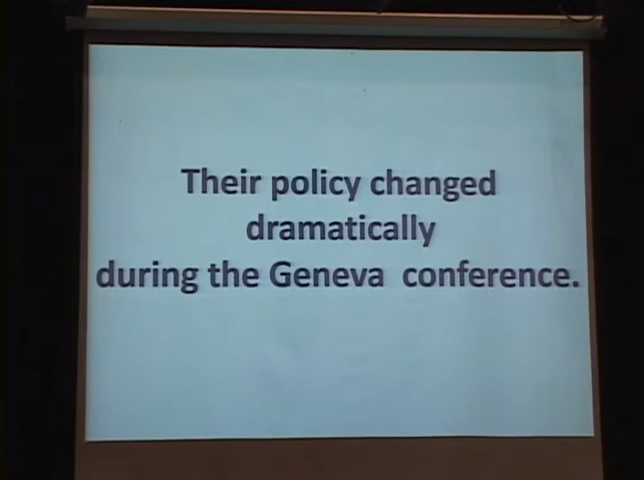 Their policy changed
dramatically
during the Geneva conference.